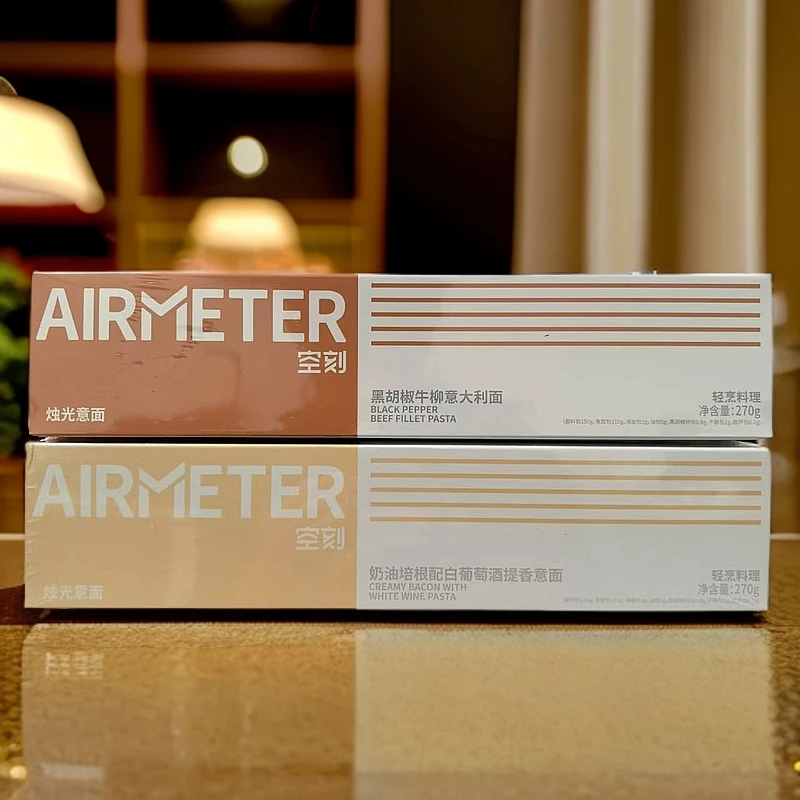 AIRMETER
空刻
烛光意面
黑胡椒牛柳意大利面
BLACK PEPPER
BEEF FILLET PASTA
轻烹料理
净含量:270g
AIRMETER
空刻
烛光意面
奶油培根配白葡萄酒提香意面
CREAMY BACON WITH
WHITE WINE PASTA
轻烹料理
净含量:270g